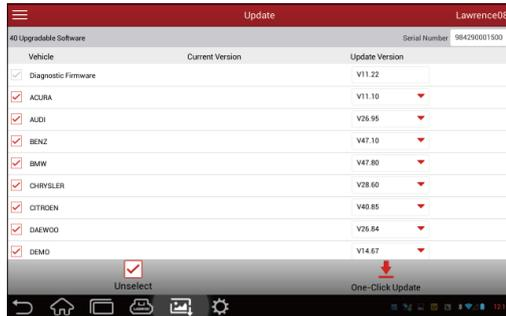 Update Lawrence08
40 Upgradable Software Serial Number 984290001500
Vehicle Current Version Update Version
Diagnostic Firmware V11.22
ACURA V11.10
AUDI V26.95
BENZ V47.10
BMW V47.80
CHRYSLER V28.60
CITROEN V40.85
DAEWOO V26.84
DEMO V14.67
Unselect One-Click Update